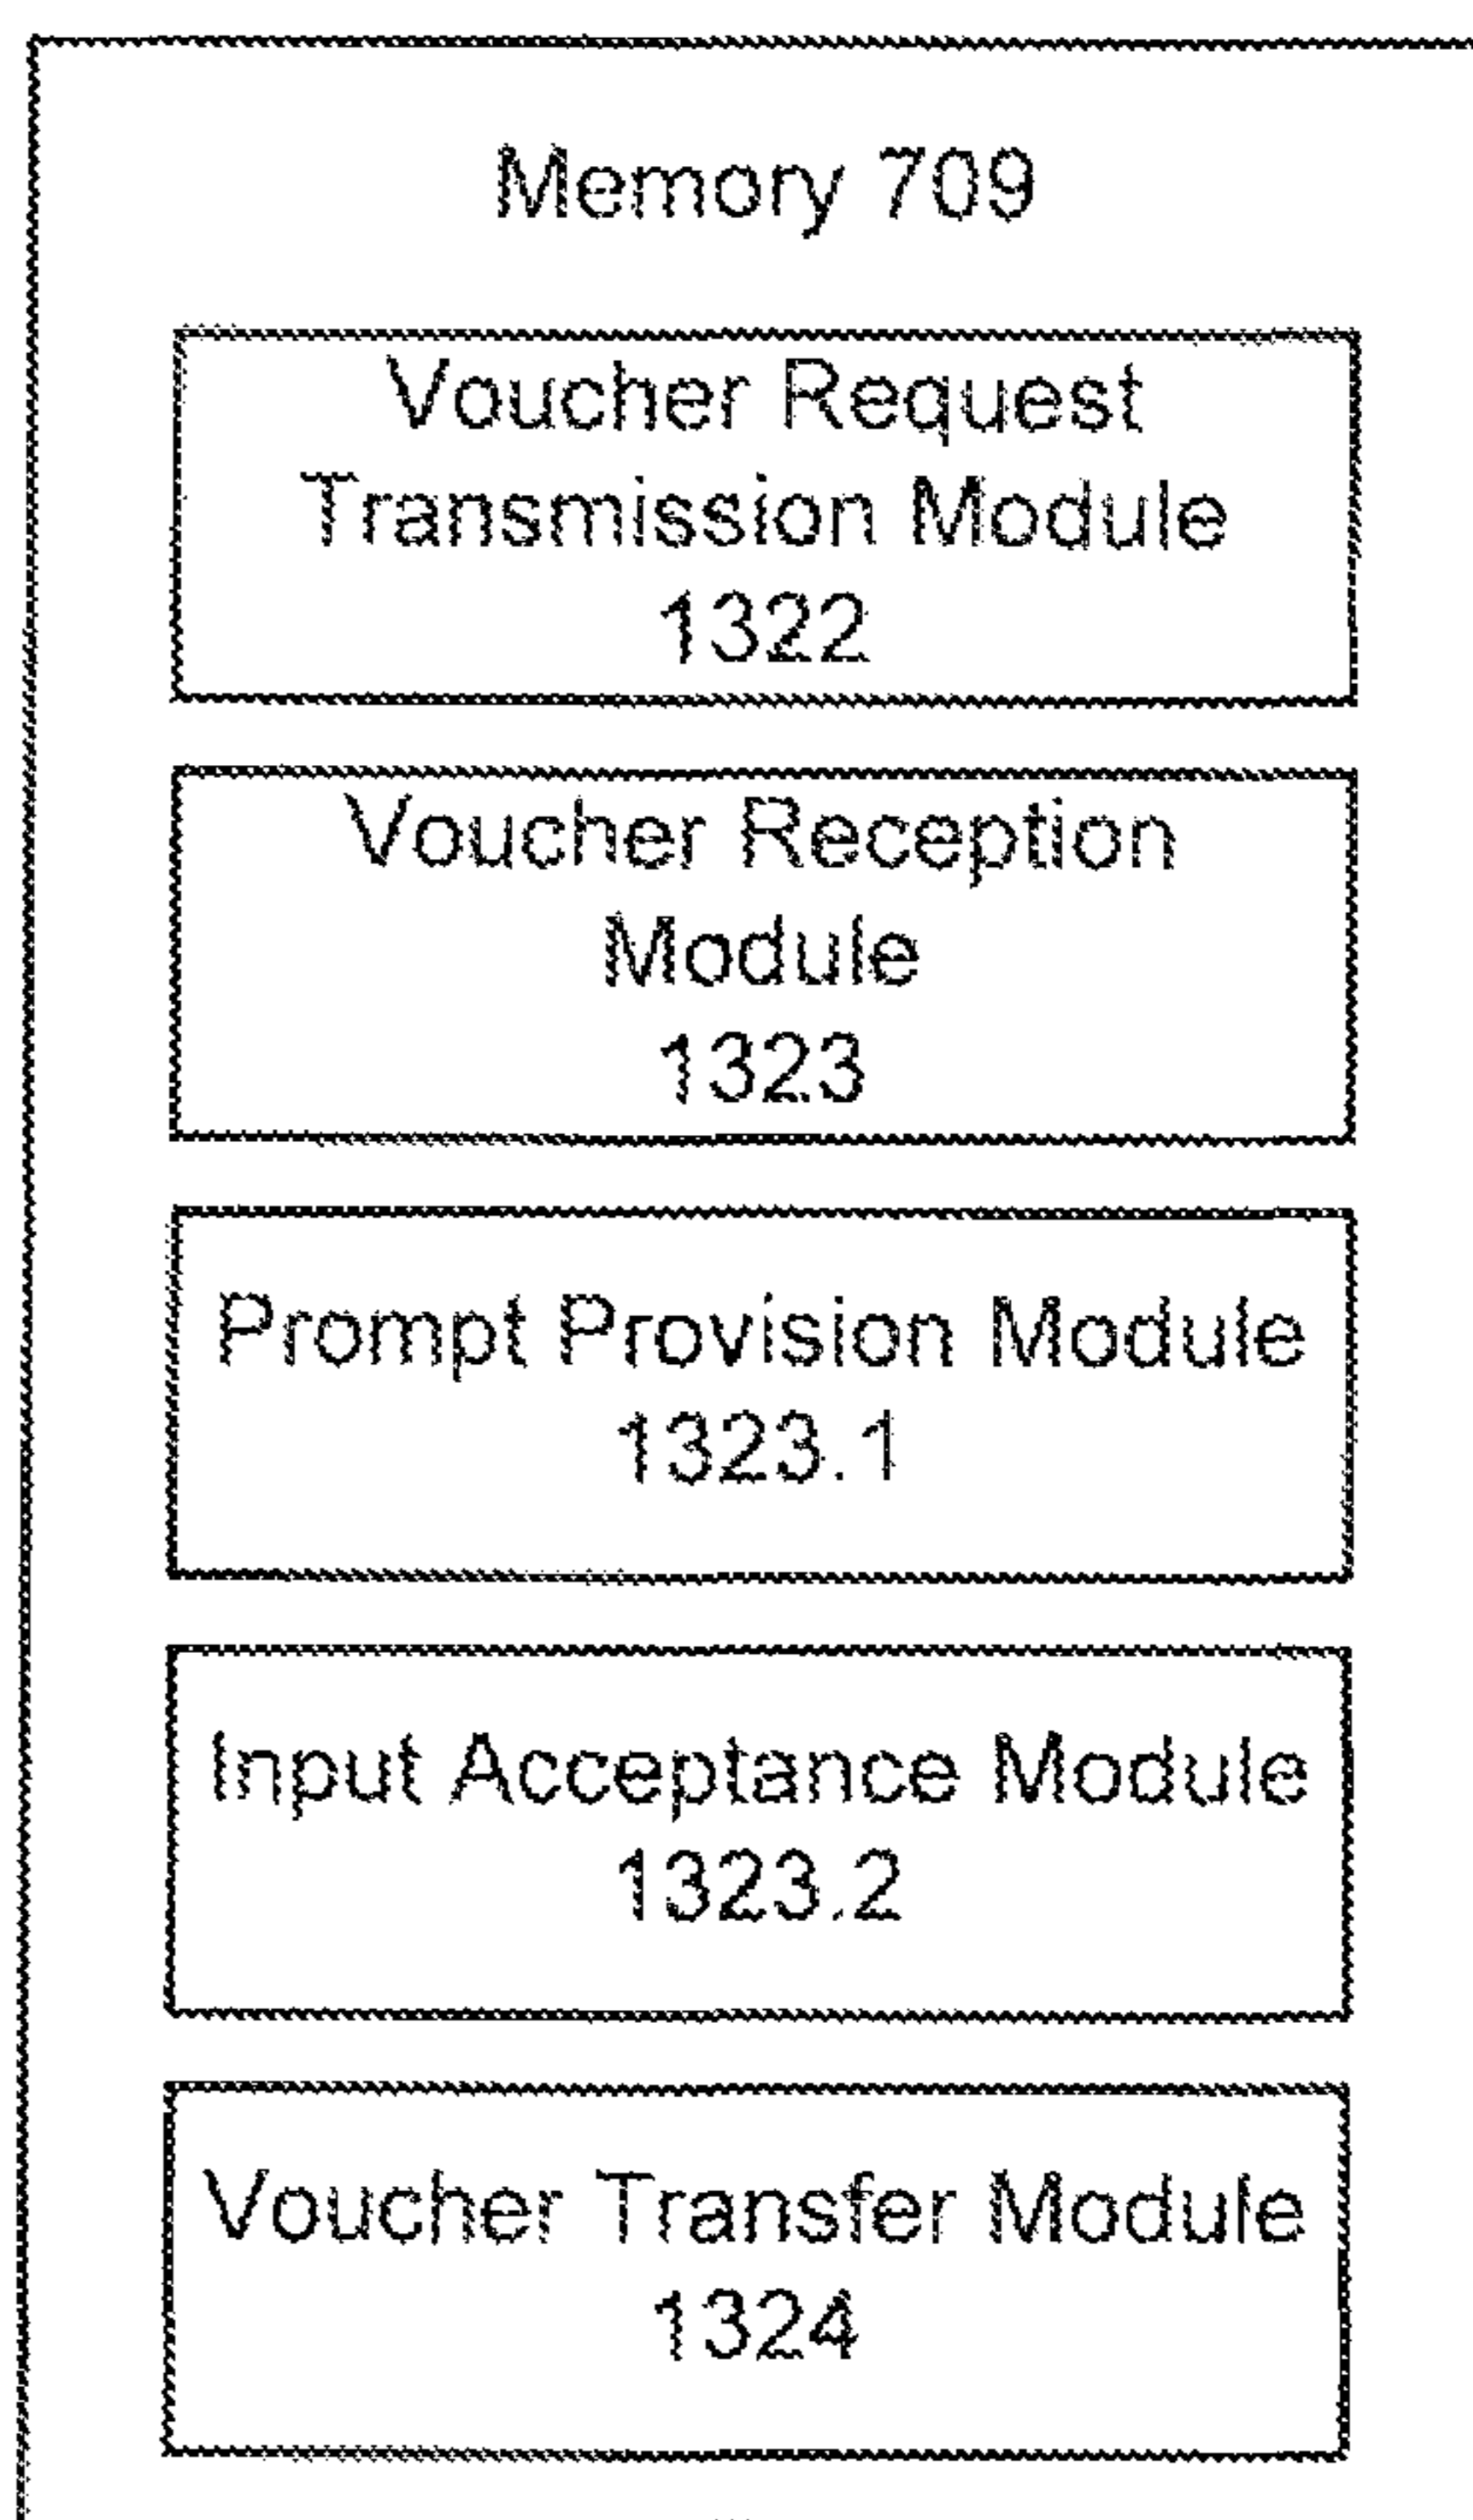 Memory 709
Voucher Request
Transmission Module
1322
Voucher Reception
Module
1323
Prompt Provision Module
1323.1
Input Acceptance Module
1323.2
Voucher Transfer Module
1324